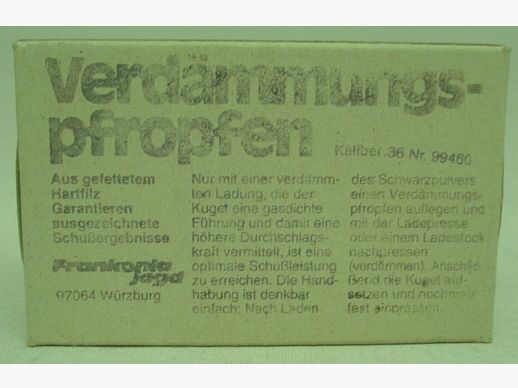 Verdämmungs-
pfropfen
Kaliber .36 Nr. 99460
Aus gefettetem
Hartfilz
Garantieren
ausgezeichnete
Schußergebnisse
Frankonia
jagd
97064 Würzburg
Nur mit einer verdämm-
ten Ladung, die der
Kugel eine gasdichte
Führung und damit eine
höhere Durchschlags-
kraft vermittelt, ist eine
optimale Schußleistung
zu erreichen. Die Hand-
habung ist denkbar
einfach: Nach Laden
des Schwarzpulvers
einen Verdämmungs-
pfropfen auflegen und
mit der Ladepresse
oder einem Ladestock
nachpressen
(verdämmen). Anschlie
ßend die Kugel auf-
setzen und nochmals
fest einpressen.